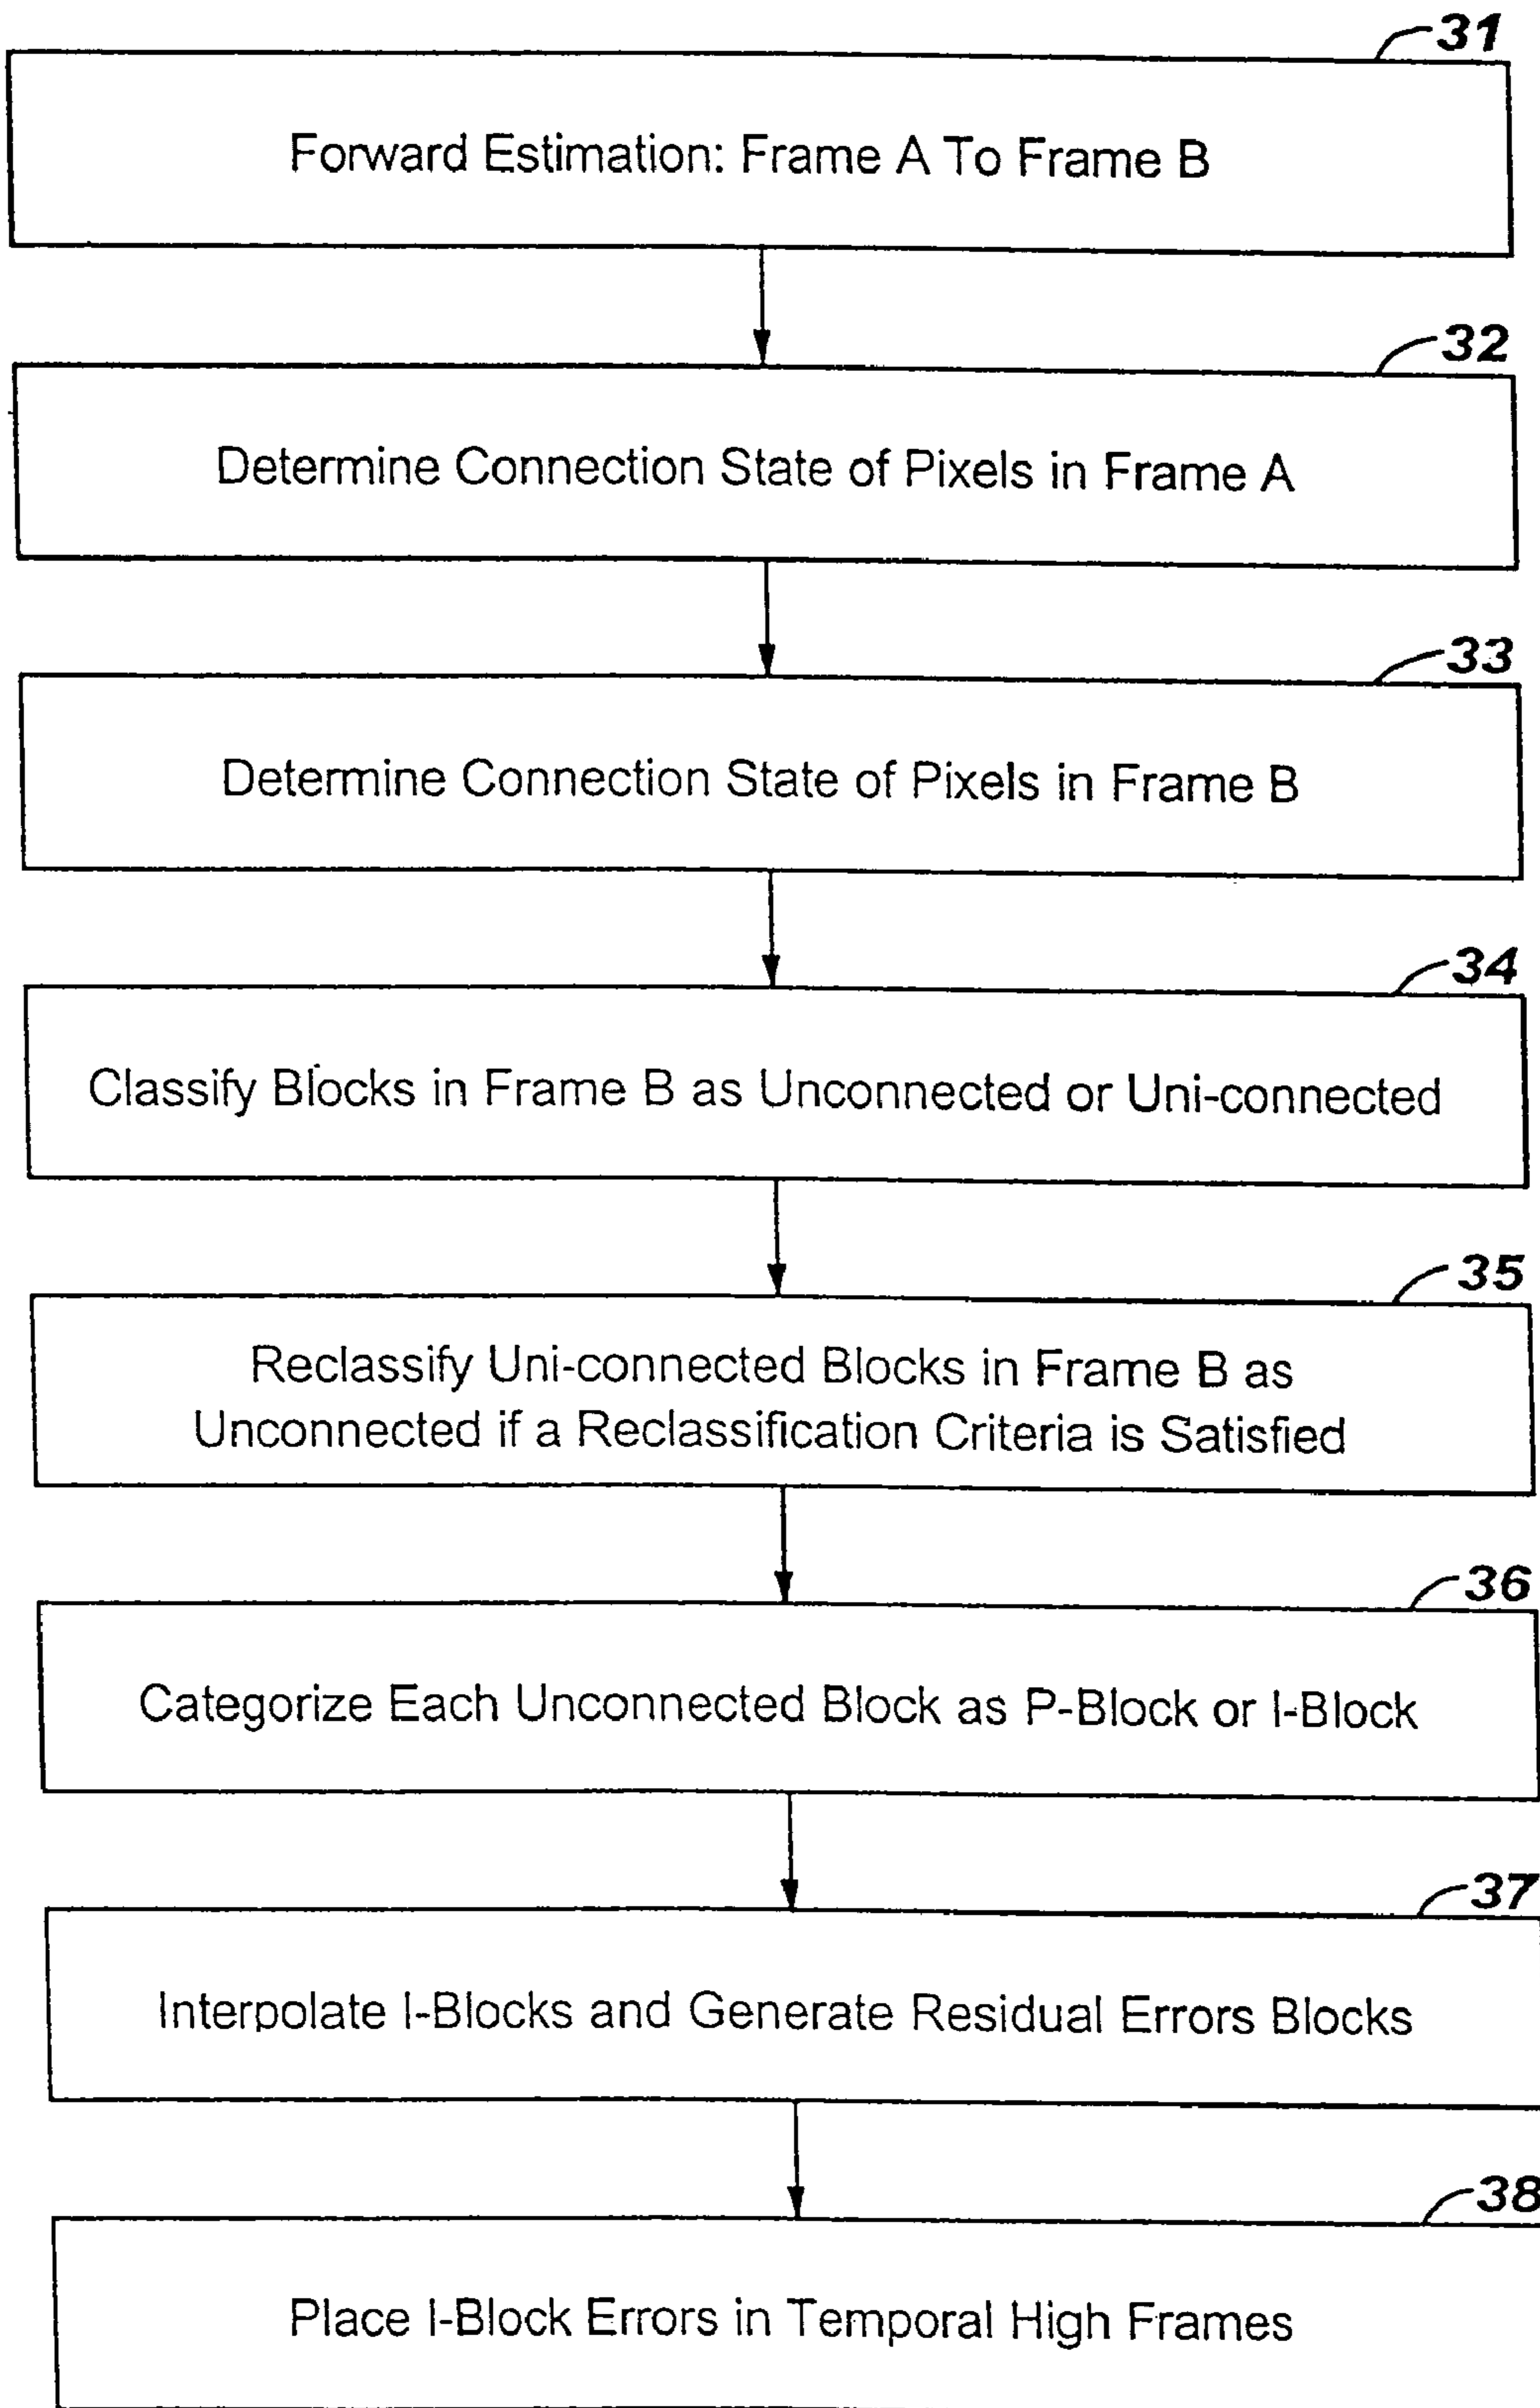 31
Forward Estimation: Frame A To Frame B
32
Determine Connection State of Pixels in Frame A
33
Determine Connection State of Pixels in Frame B
34
Classify Blocks in Frame B as Unconnected or Uni-connected
35
Reclassify Uni-connected Blocks in Frame B as
Unconnected if a Reclassification Criteria is Satisfied
36
Categorize Each Unconnected Block as P-Block or I-Block
37
Interpolate I-Blocks and Generate Residual Errors Blocks
38
Place I-Block Errors in Temporal High Frames